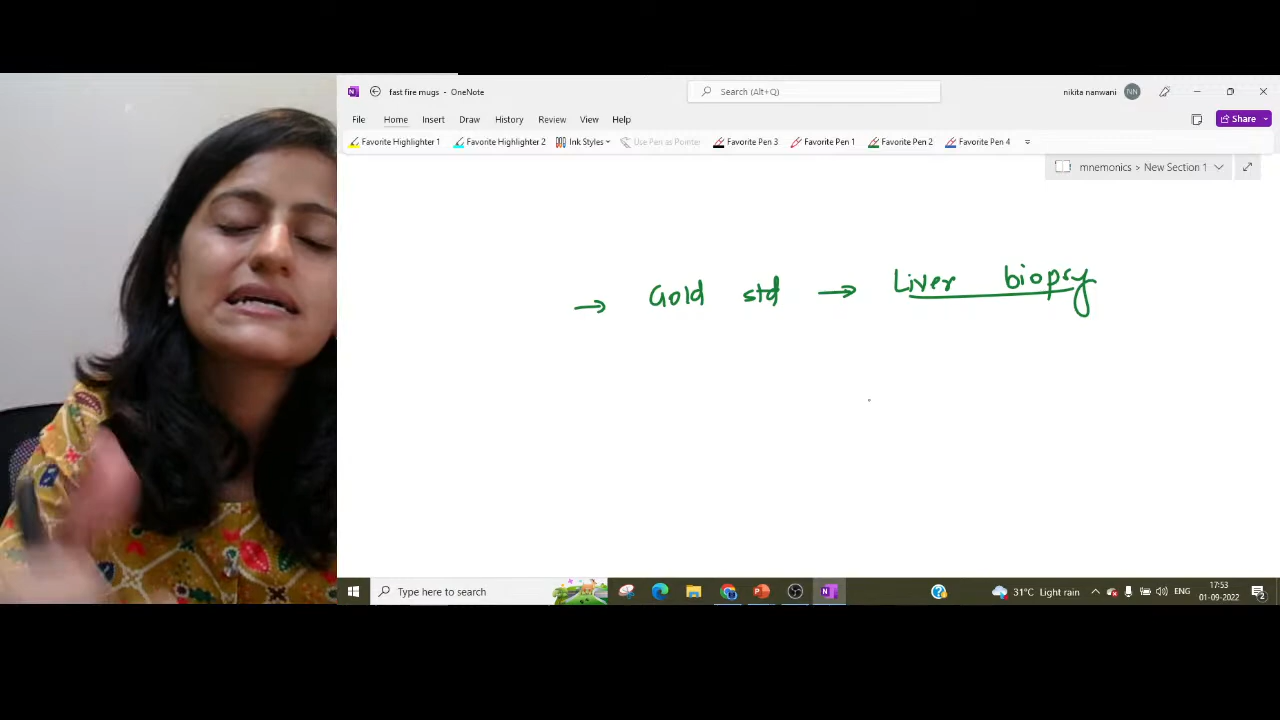 fast fire mugs - OneNote
Search (Alt+Q)
nikita nanwani NN
File Home Insert Draw History Review View Help
Share
Favorite Highlighter 1 Favorite Highlighter 2 Ink Styles Use Pen as Pointer Favorite Pen 3 Favorite Pen 1 Favorite Pen 2 Favorite Pen 4
mnemonics > New Section 1
→ Gold std → Liver biopsy
Type here to search
31°C Light rain ENG 17:53
01-09-2022 2